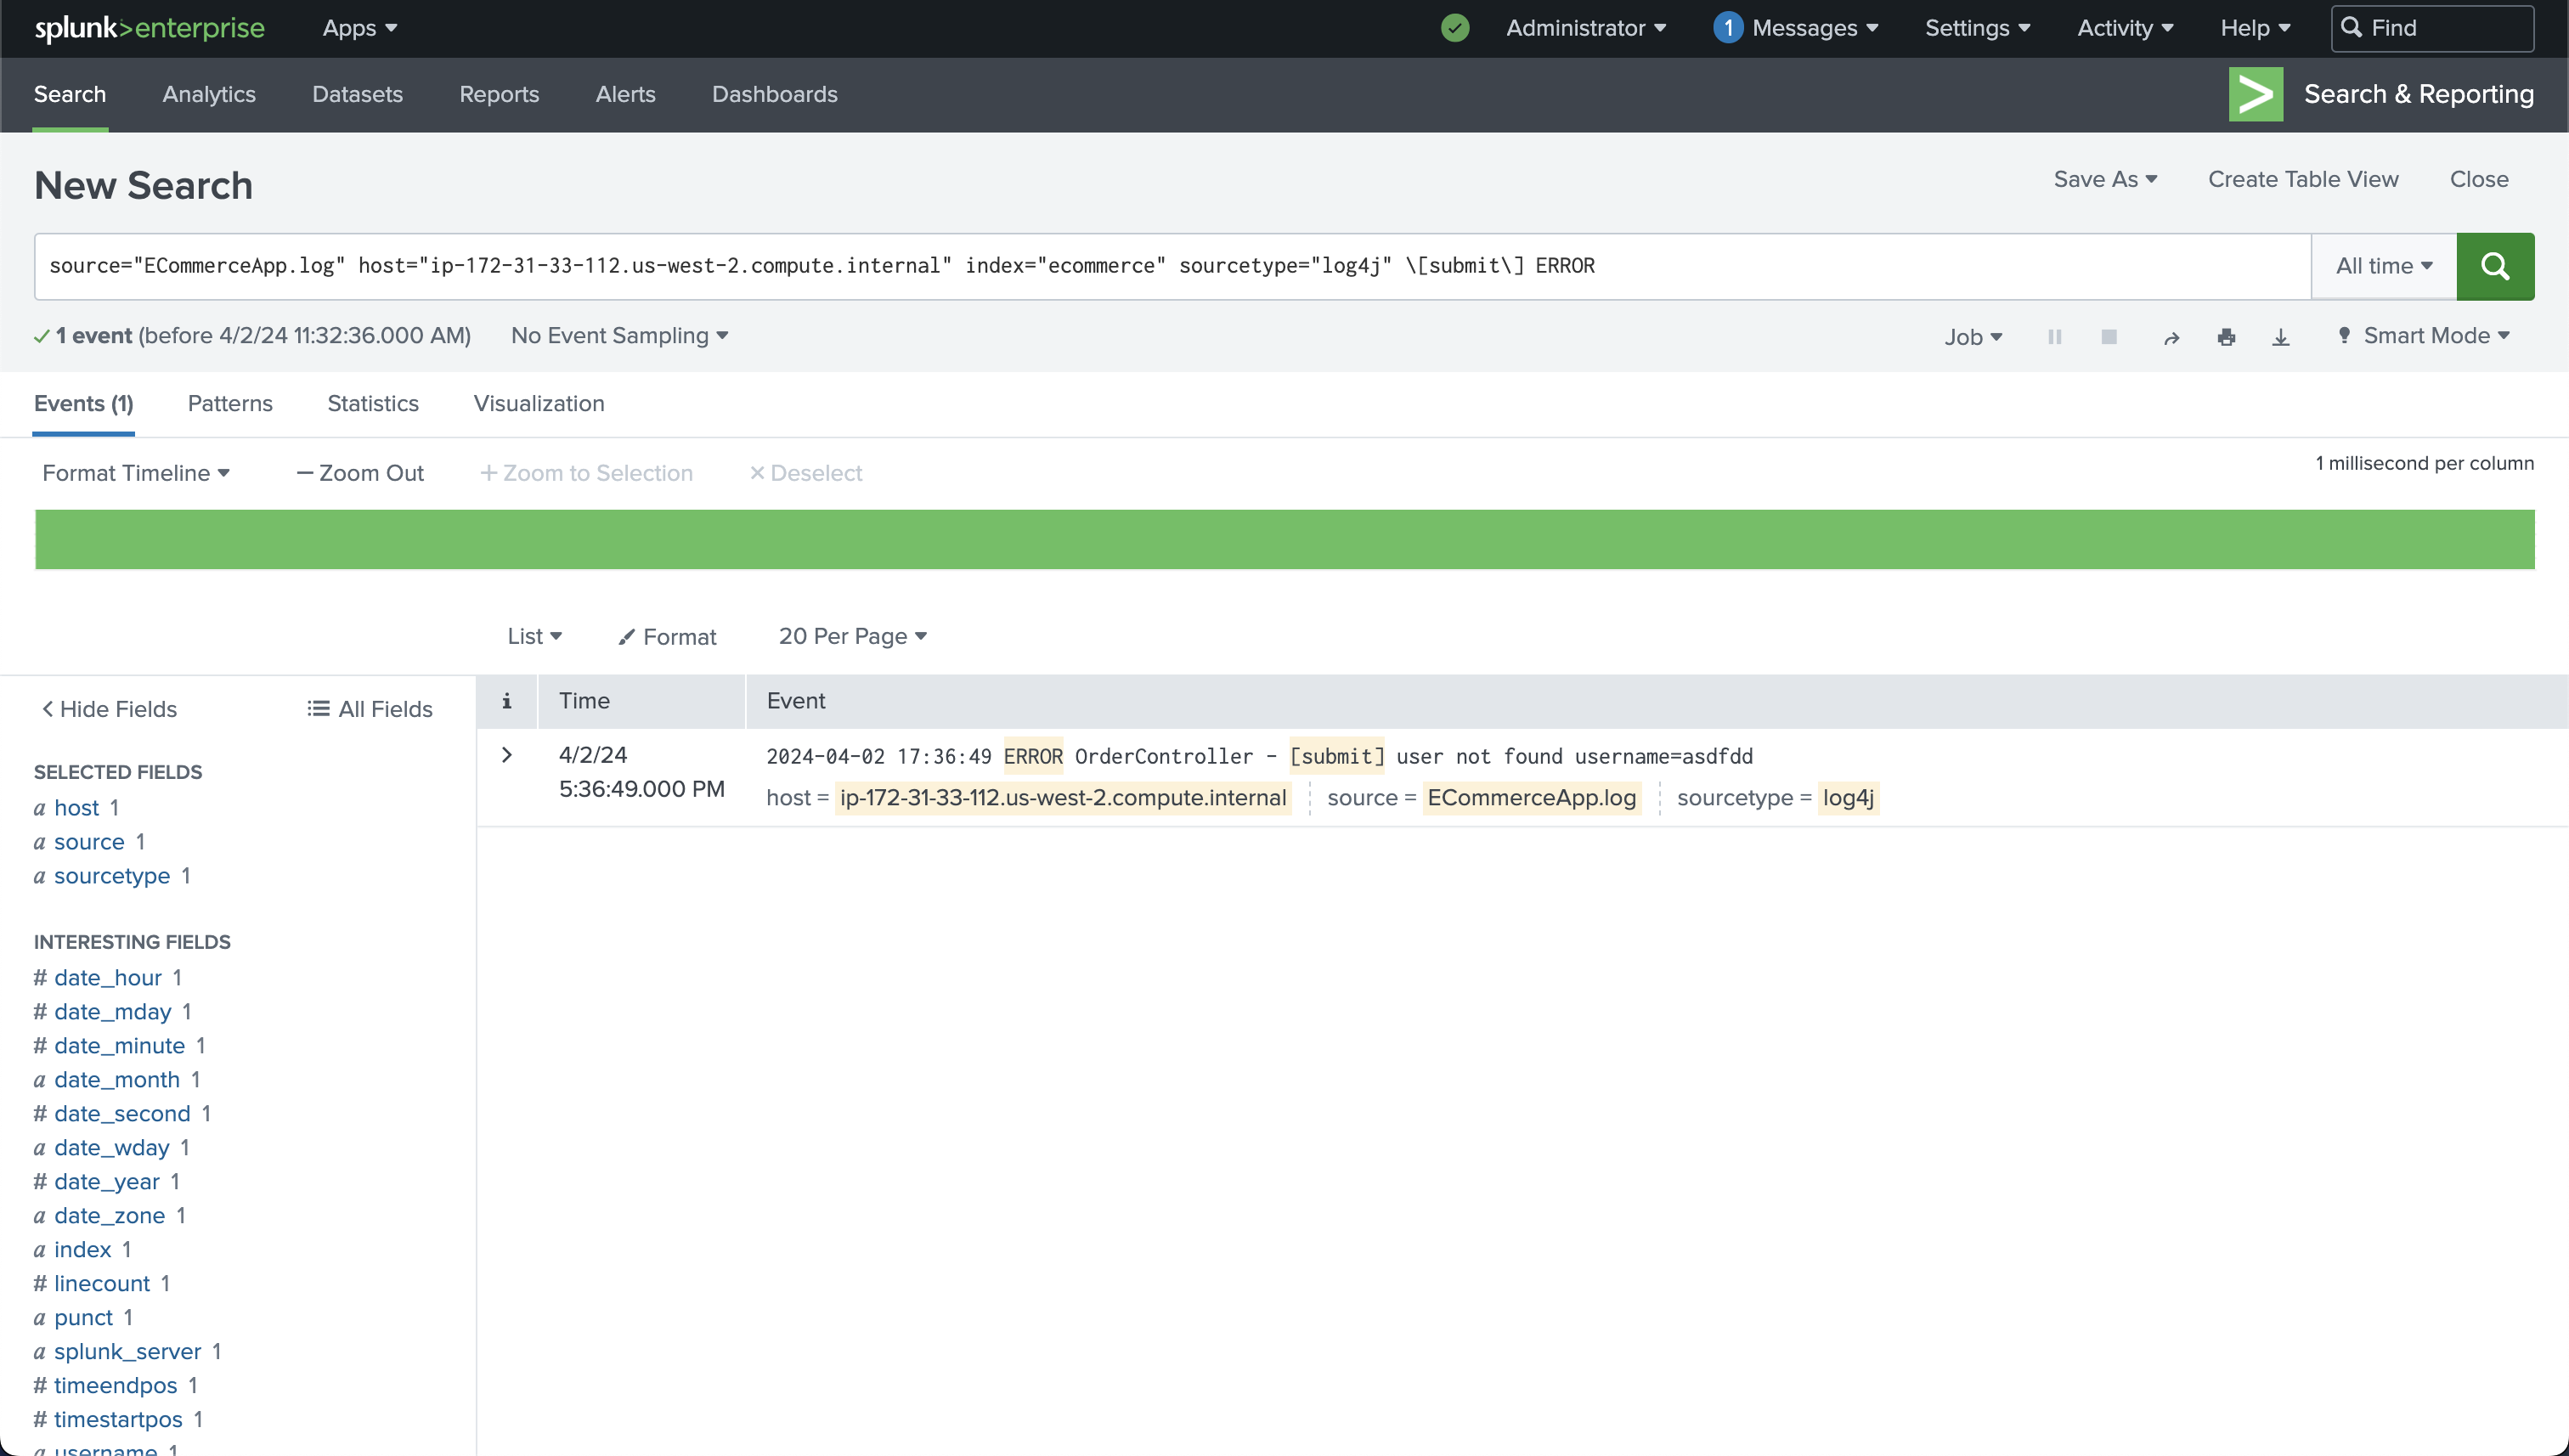 splunk>enterprise Apps Administrator 1 Messages Settings Activity Help Find
Search Analytics Datasets Reports Alerts Dashboards Search & Reporting
New Search Save As Create Table View Close
source="ECommerceApp.log" host="ip-172-31-33-112.us-west-2.compute.internal" index="ecommerce" sourcetype="log4j" \[submit\] ERROR All time
1 event (before 4/2/24 11:32:36.000 AM) No Event Sampling Job Smart Mode
Events (1) Patterns Statistics Visualization
Format Timeline — Zoom Out + Zoom to Selection × Deselect 1 millisecond per column
List Format 20 Per Page
< Hide Fields All Fields
SELECTED FIELDS
a host 1
a source 1
a sourcetype 1
INTERESTING FIELDS
# date_hour 1
# date_mday 1
# date_minute 1
a date_month 1
# date_second 1
a date_wday 1
# date_year 1
a date_zone 1
a index 1
# linecount 1
a punct 1
a splunk_server 1
# timeendpos 1
# timestartpos 1
a username 1
i Time Event
> 4/2/24 2024-04-02 17:36:49 ERROR OrderController - [submit] user not found username=asdfdd
5:36:49.000 PM host = ip-172-31-33-112.us-west-2.compute.internal source = ECommerceApp.log sourcetype = log4j